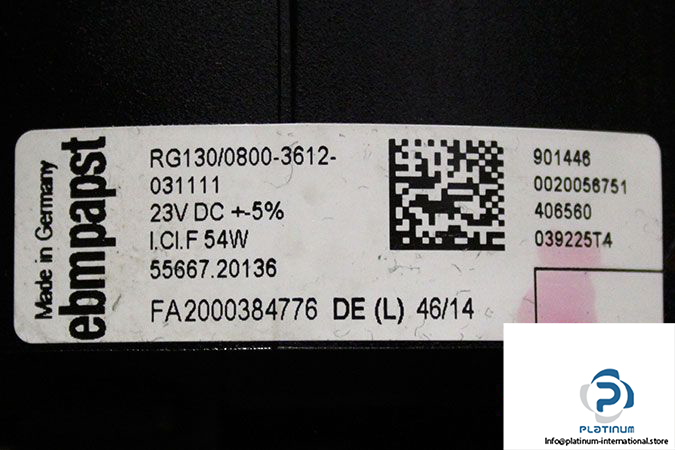 Made in Germany
ebmpapst
RG130/0800-3612-
031111
23V DC +-5%
I.Cl.F 54W
55667.20136
FA2000384776 DE (L) 46/14
901446
0020056751
406560
039225T4
PLATINUM
Info@platinum-international.store